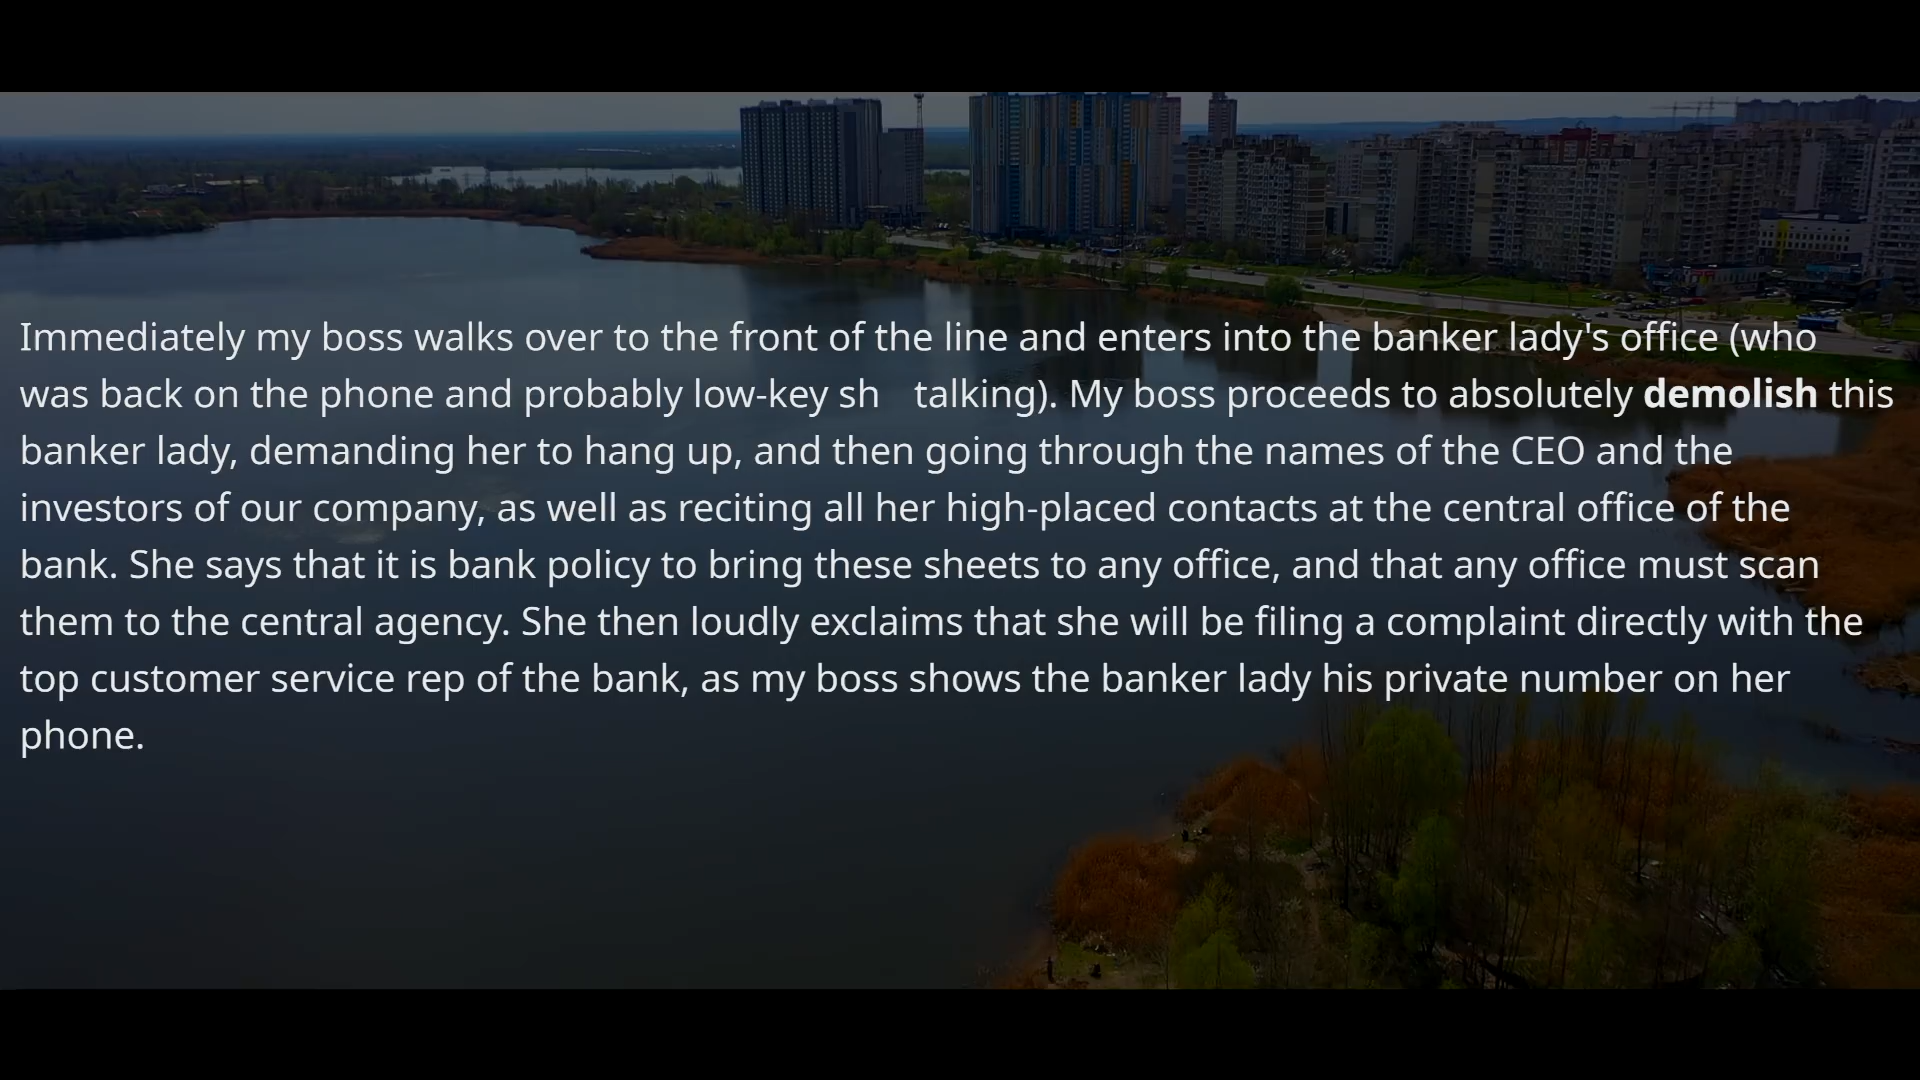 Immediately my boss walks over to the front of the line and enters into the banker lady's office (who
was back on the phone and probably low-key sh talking). My boss proceeds to absolutely demolish this
banker lady, demanding her to hang up, and then going through the names of the CEO and the
investors of our company, as well as reciting all her high-placed contacts at the central office of the
bank. She says that it is bank policy to bring these sheets to any office, and that any office must scan
them to the central agency. She then loudly exclaims that she will be filing a complaint directly with the
top customer service rep of the bank, as my boss shows the banker lady his private number on her
phone.